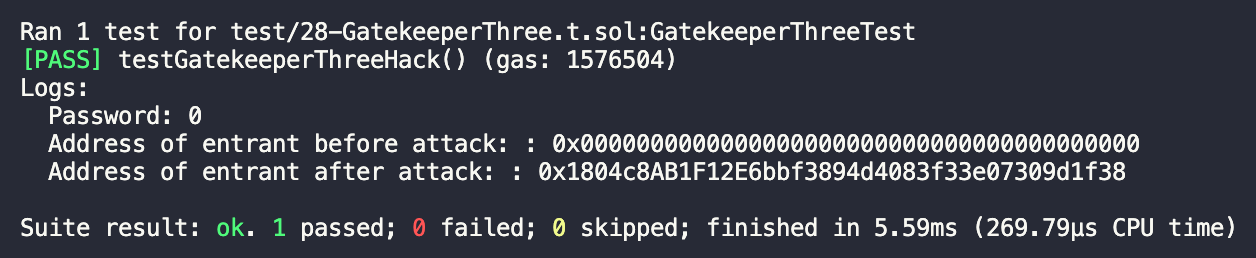 Ran 1 test for test/28-GatekeeperThree.t.sol:GatekeeperThreeTest
[PASS] testGatekeeperThreeHack() (gas: 1576504)
Logs:
Password: 0
Address of entrant before attack: : 0x0000000000000000000000000000000000000000
Address of entrant after attack: : 0x1804c8AB1F12E6bbf3894d4083f33e07309d1f38
Suite result: ok. 1 passed; 0 failed; 0 skipped; finished in 5.59ms (269.79µs CPU time)